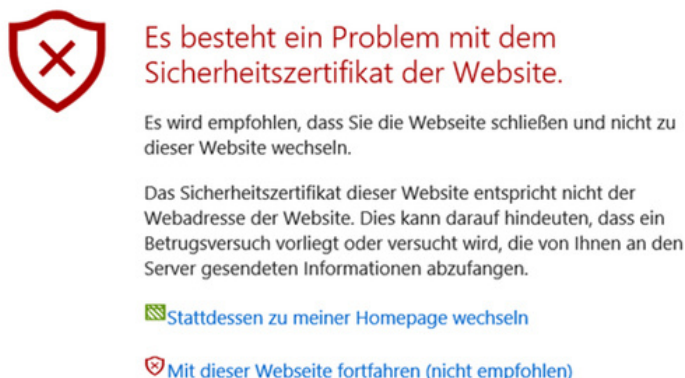 Es besteht ein Problem mit dem
Sicherheitszertifikat der Website.
Es wird empfohlen, dass Sie die Webseite schließen und nicht zu
dieser Website wechseln.
Das Sicherheitszertifikat dieser Website entspricht nicht der
Webadresse der Website. Dies kann darauf hindeuten, dass ein
Betrugsversuch vorliegt oder versucht wird, die von Ihnen an den
Server gesendeten Informationen abzufangen.
Stattdessen zu meiner Homepage wechseln
Mit dieser Webseite fortfahren (nicht empfohlen)